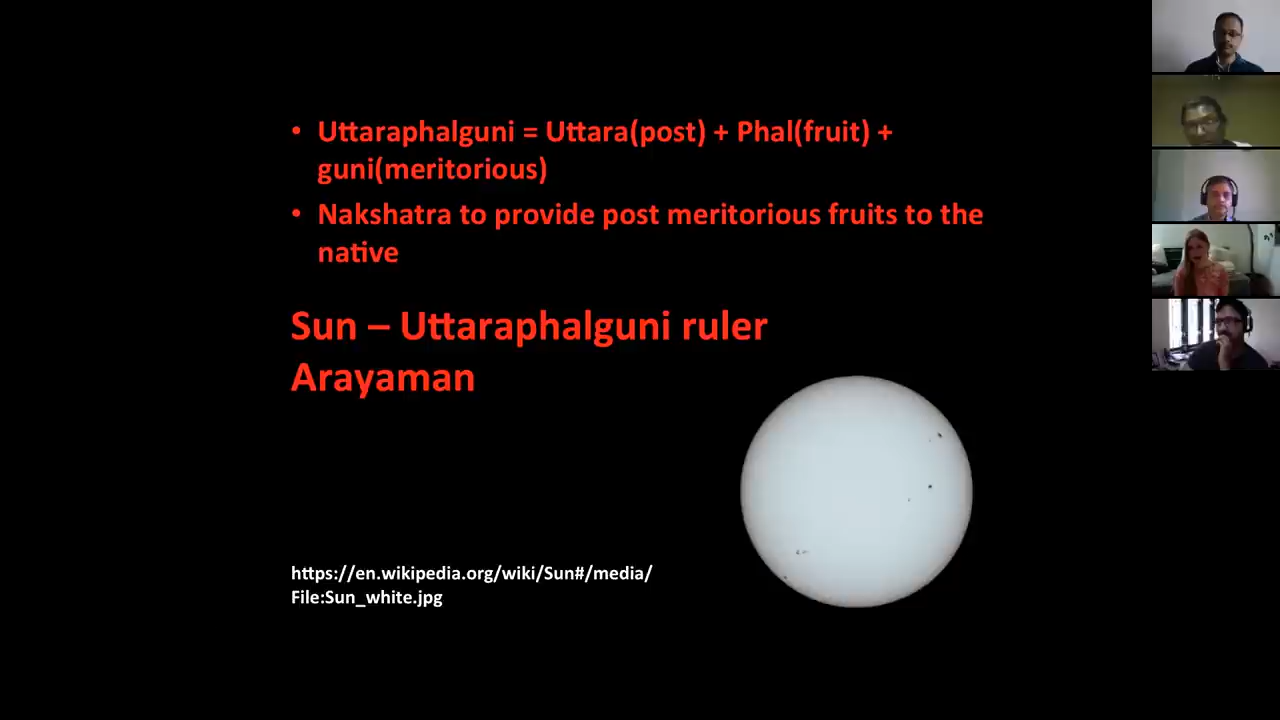 • Uttaraphalguni = Uttara(post) + Phal(fruit) +
guni(meritorious)
• Nakshatra to provide post meritorious fruits to the
native
Sun – Uttaraphalguni ruler
Arayaman
https://en.wikipedia.org/wiki/Sun#/media/
File:Sun_white.jpg